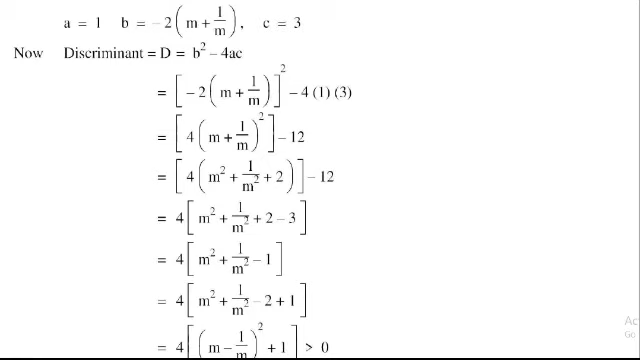 a = 1 b = – 2 ( m + 1/m ), c = 3
Now Discriminant = D = b² – 4ac
= [ – 2 ( m + 1/m ) ]² – 4 (1) (3)
= [ 4 ( m + 1/m )² ] – 12
= [ 4 ( m² + 1/m² + 2 ) ] – 12
= 4 [ m² + 1/m² + 2 – 3 ]
= 4 [ m² + 1/m² – 1 ]
= 4 [ m² + 1/m² – 2 + 1 ]
= 4 [ ( m – 1/m )² + 1 ] > 0
Ac
Go